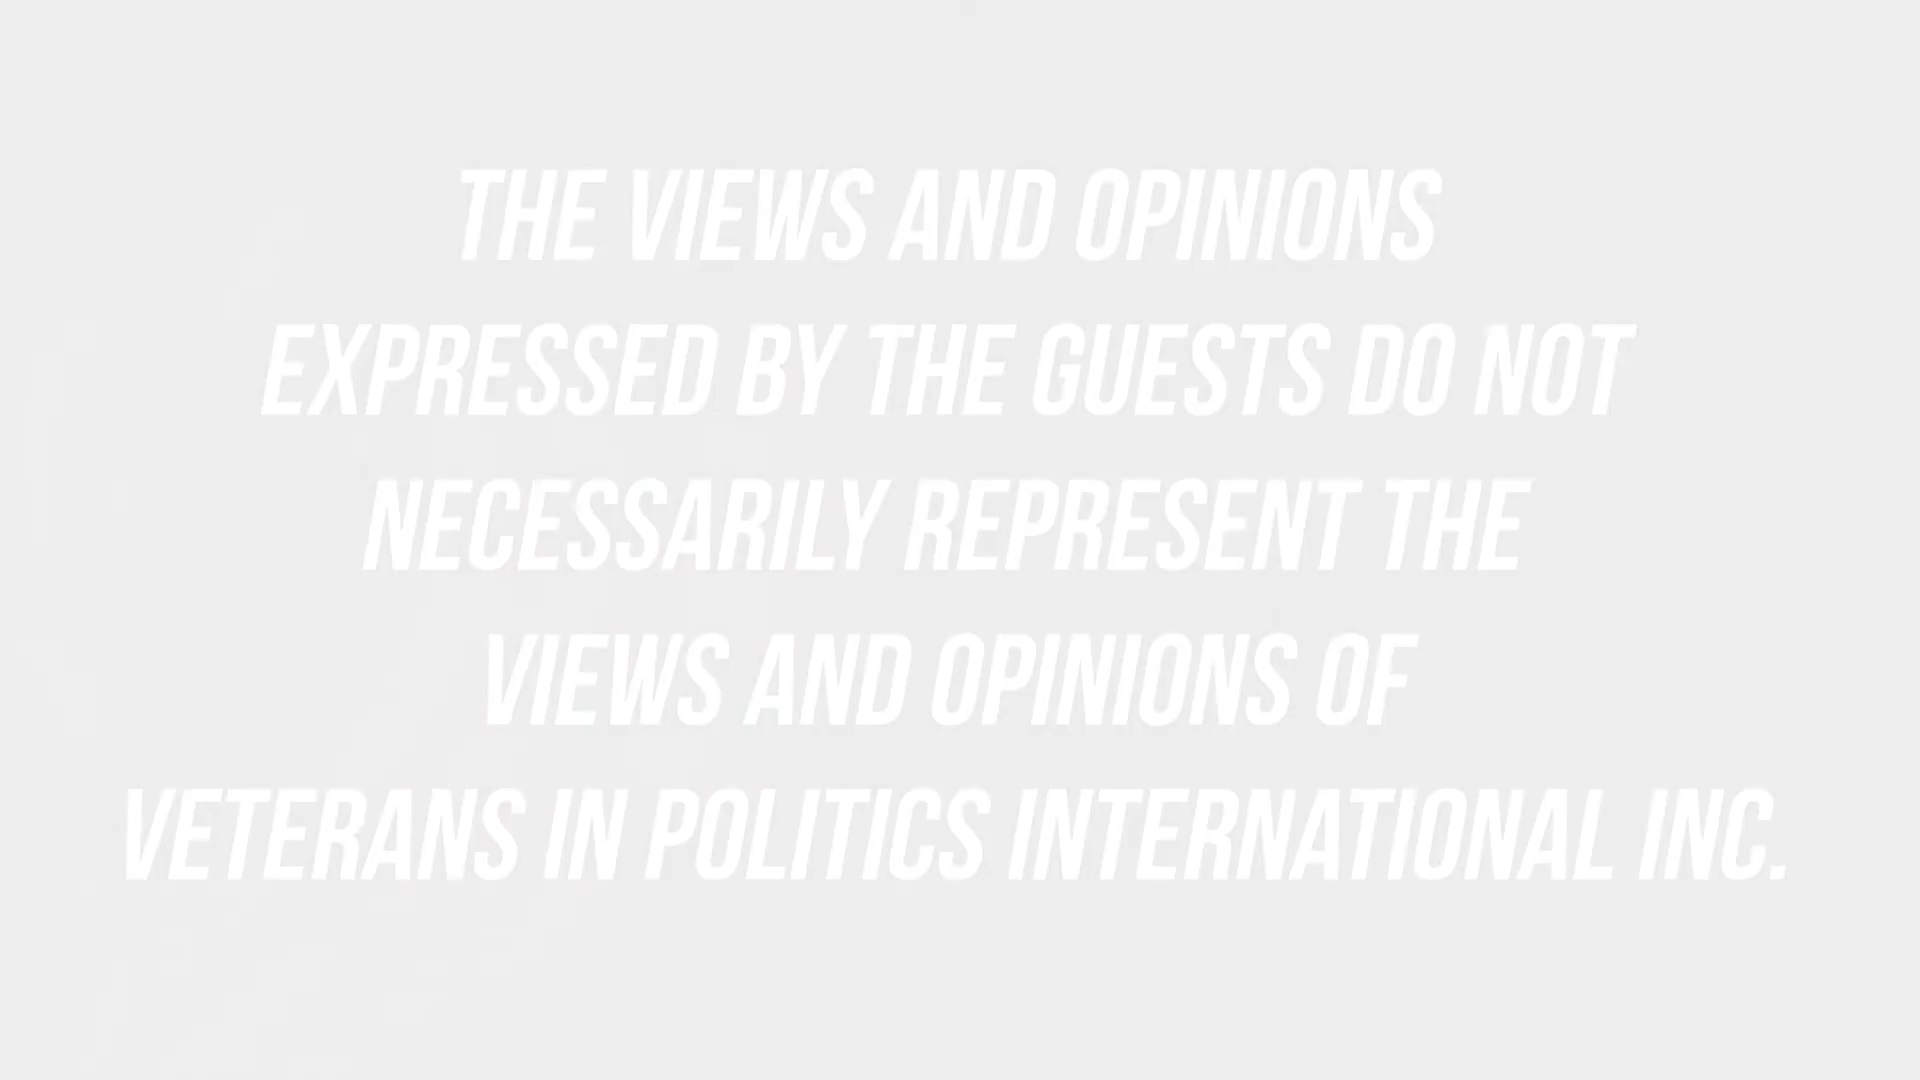 THE VIEWS AND OPINIONS
EXPRESSED BY THE GUESTS DO NOT
NECESSARILY REPRESENT THE
VIEWS AND OPINIONS OF
VETERANS IN POLITICS INTERNATIONAL INC.